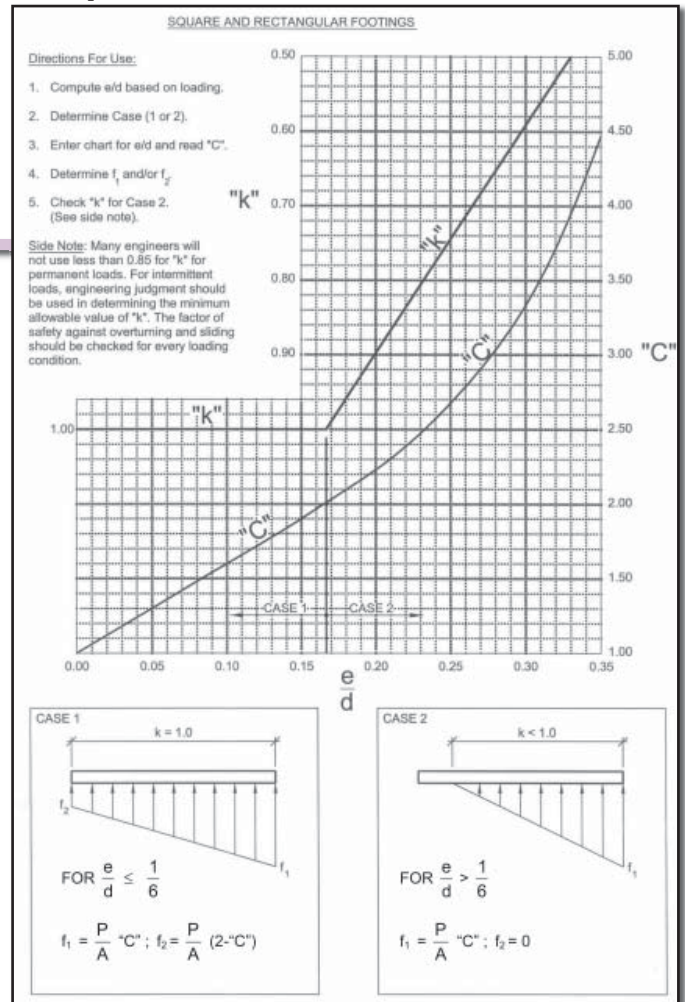 SQUARE AND RECTANGULAR FOOTINGS
Directions For Use:
1. Compute e/d based on loading.
2. Determine Case (1 or 2).
3. Enter chart for e/d and read "C".
4. Determine f1 and/or f2.
5. Check "k" for Case 2.
(See side note).
Side Note: Many engineers will
not use less than 0.85 for "k" for
permanent loads. For intermittent
loads, engineering judgment should
be used in determining the minimum
allowable value of "k". The factor of
safety against overturning and sliding
should be checked for every loading
condition.
"k"
0.50
0.60
0.70
0.80
0.90
1.00
5.00
4.50
4.00
3.50
3.00
2.50
2.00
1.50
1.00
"C"
"k"
"C"
"k"
"C"
CASE 1
CASE 2
0.00 0.05 0.10 0.15 0.20 0.25 0.30 0.35
e
d
CASE 1
k = 1.0
f2
f1
FOR e/d ≤ 1/6
f1 = P/A "C" ; f2 = P/A (2-"C")
CASE 2
k < 1.0
f1
FOR e/d > 1/6
f1 = P/A "C" ; f2 = 0